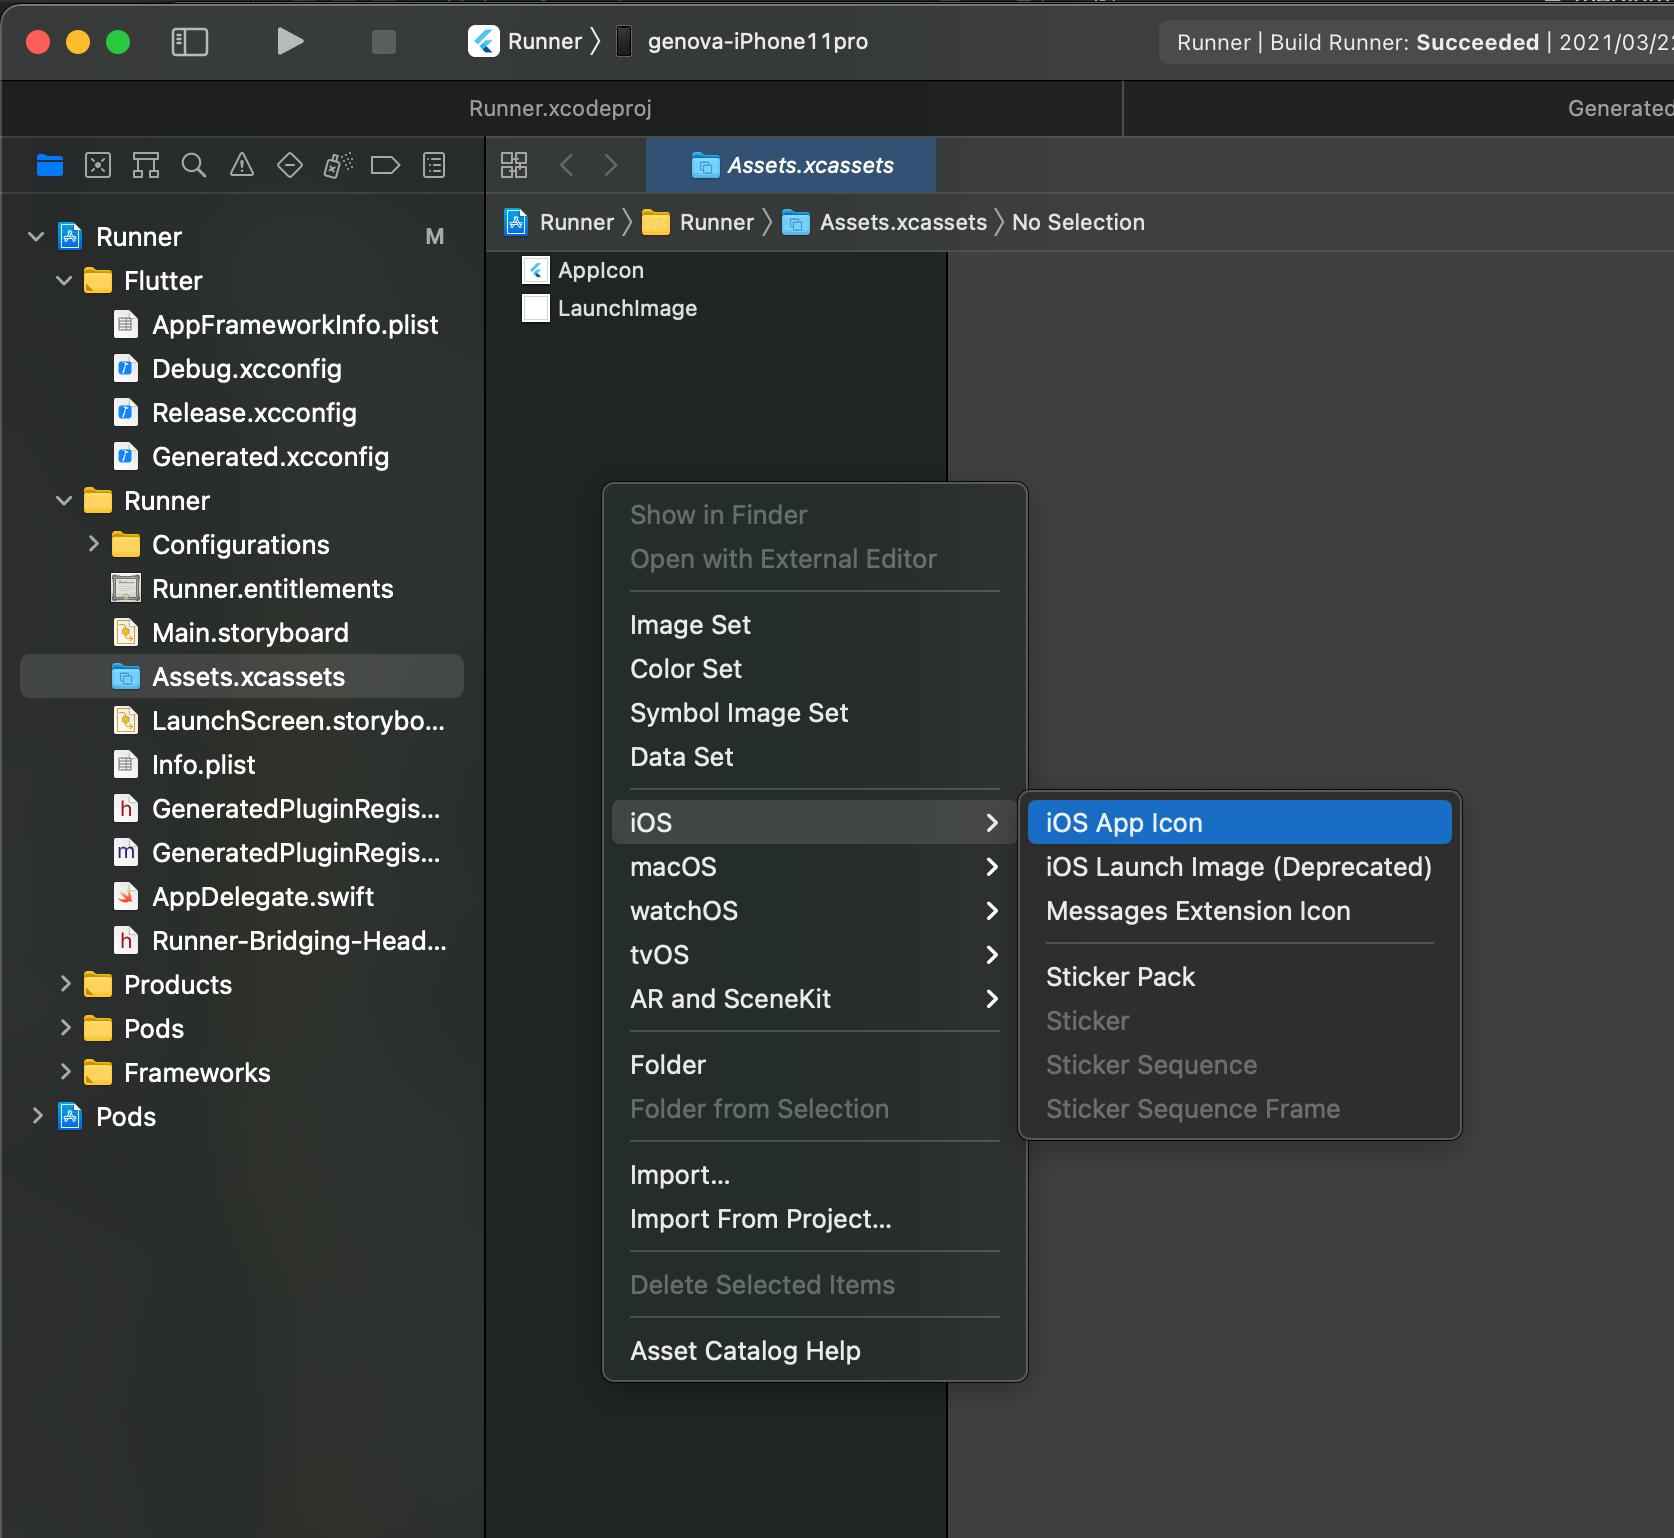 Runner
genova-iPhone11pro
Runner | Build Runner: Succeeded | 2021/03/22
Runner.xcodeproj
Generated
Assets.xcassets
Runner
Runner
Assets.xcassets
No Selection
Runner
M
Flutter
AppFrameworkInfo.plist
Debug.xcconfig
Release.xcconfig
Generated.xcconfig
Runner
Configurations
Runner.entitlements
Main.storyboard
Assets.xcassets
LaunchScreen.storybo...
Info.plist
GeneratedPluginRegis...
GeneratedPluginRegis...
AppDelegate.swift
Runner-Bridging-Head...
Products
Pods
Frameworks
Pods
AppIcon
LaunchImage
Show in Finder
Open with External Editor
Image Set
Color Set
Symbol Image Set
Data Set
iOS
macOS
watchOS
tvOS
AR and SceneKit
Folder
Folder from Selection
Import...
Import From Project...
Delete Selected Items
Asset Catalog Help
iOS App Icon
iOS Launch Image (Deprecated)
Messages Extension Icon
Sticker Pack
Sticker
Sticker Sequence
Sticker Sequence Frame